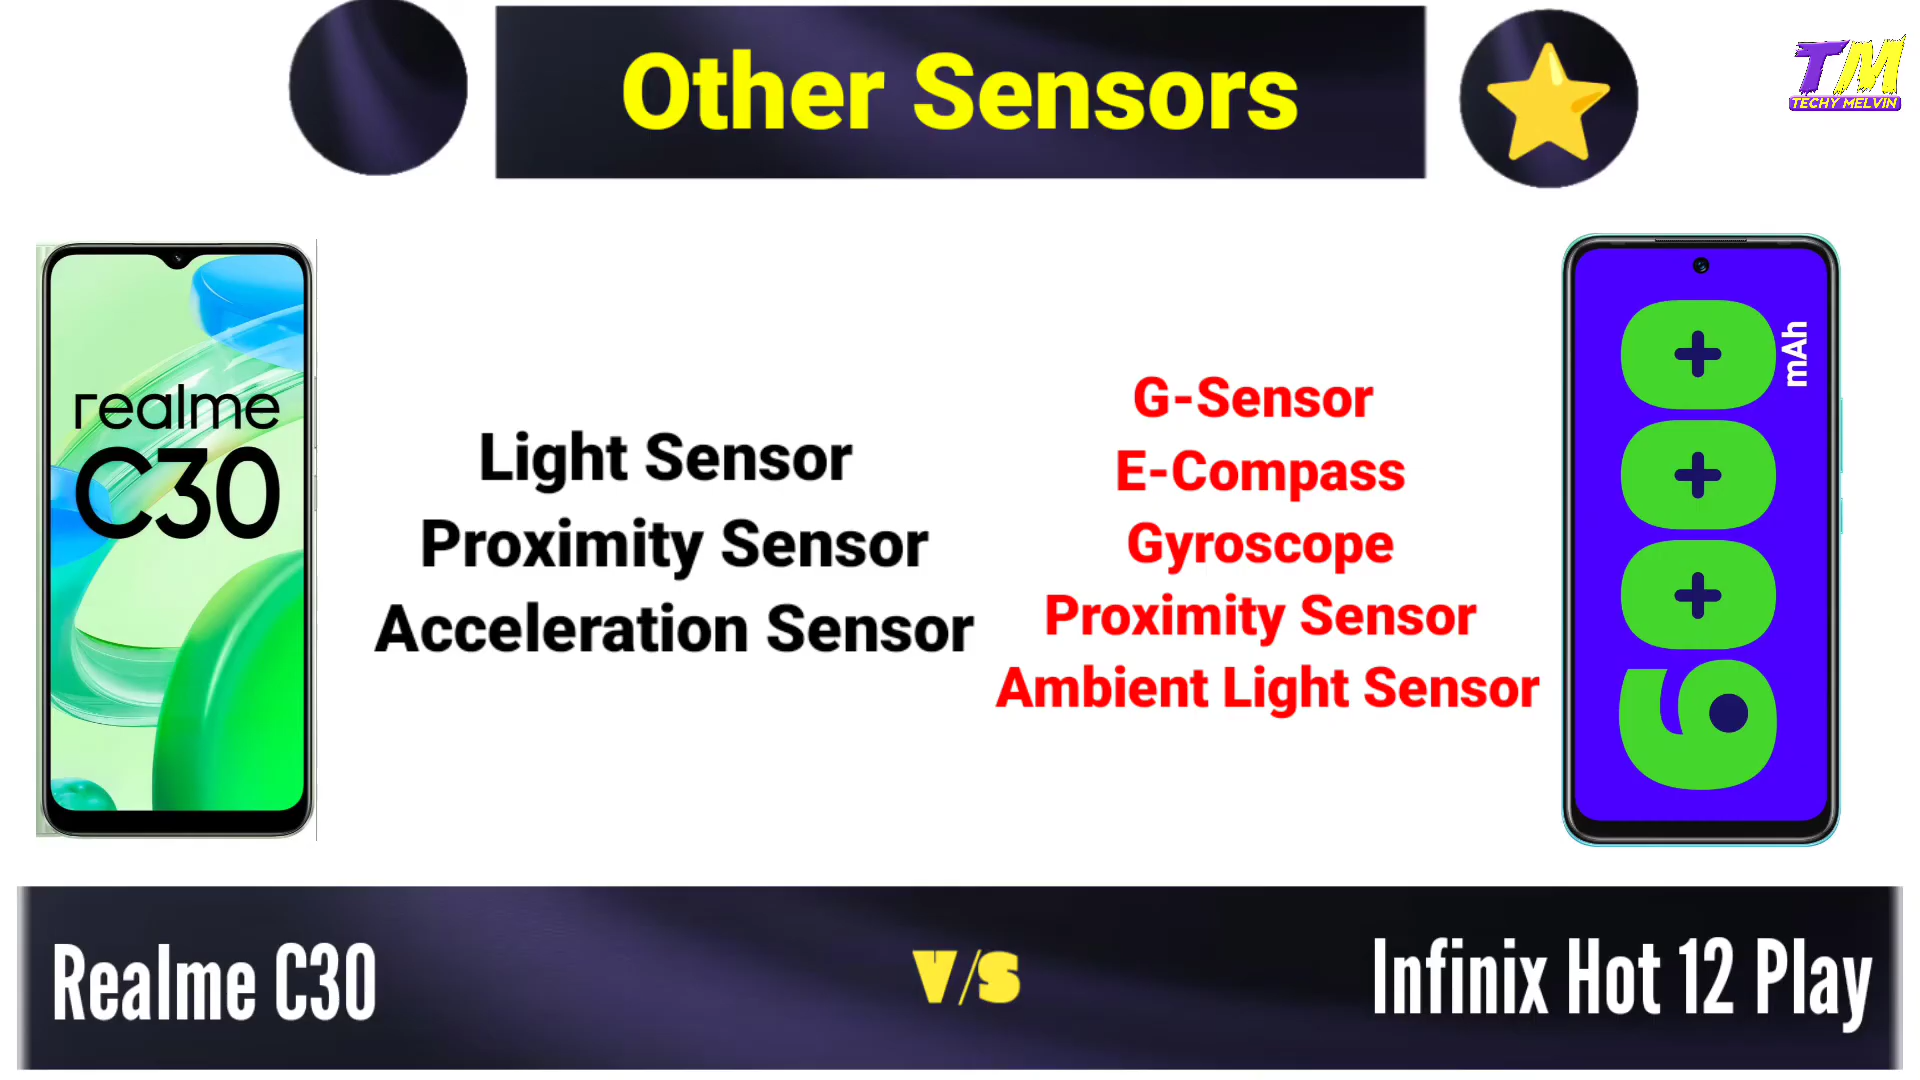 Other Sensors
TM
TECHY MELVIN
realme
C30
Light Sensor
Proximity Sensor
Acceleration Sensor
G-Sensor
E-Compass
Gyroscope
Proximity Sensor
Ambient Light Sensor
6000
mAh
Realme C30
V/S
Infinix Hot 12 Play